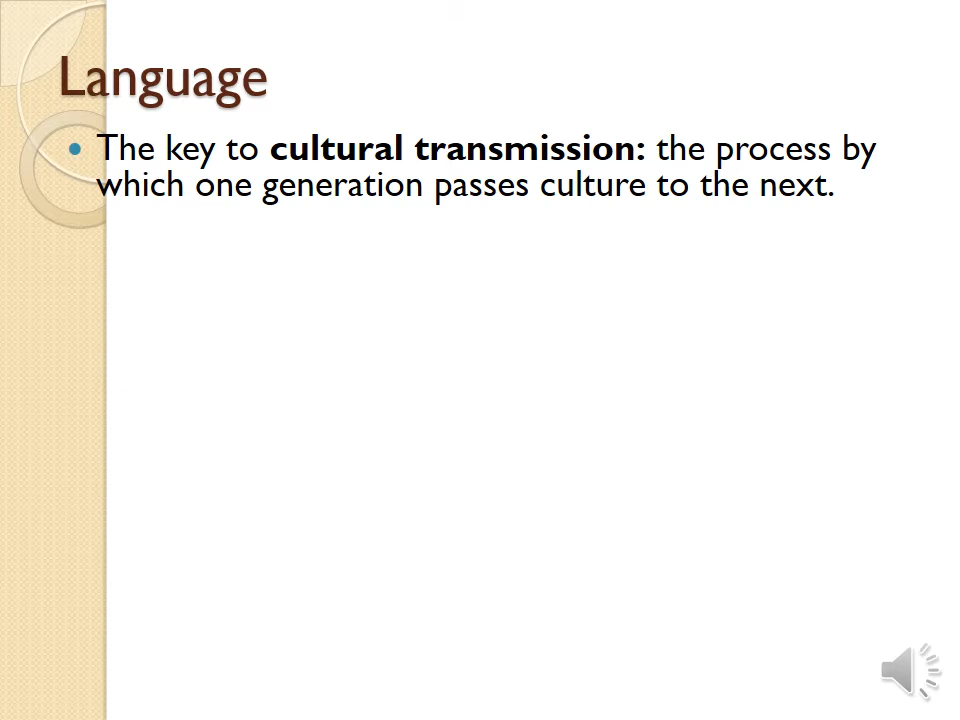 Language
The key to cultural transmission: the process by
which one generation passes culture to the next.